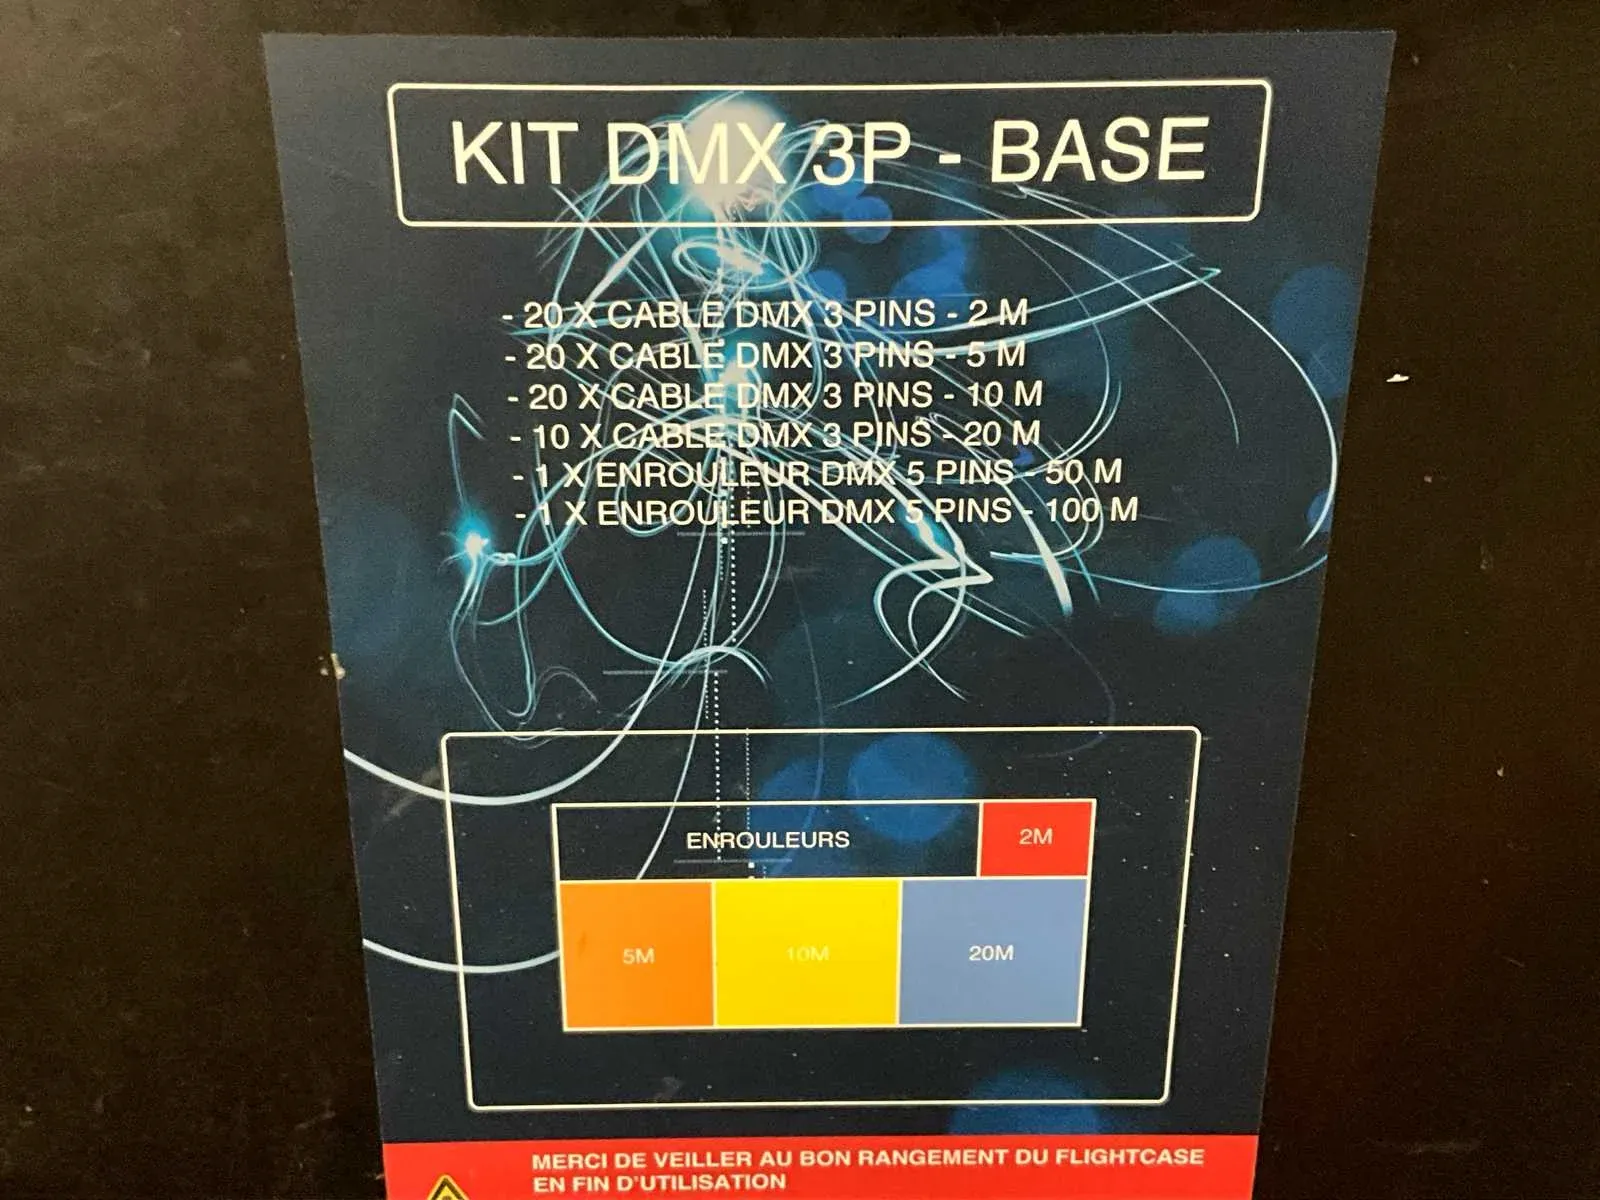 KIT DMX 3P - BASE
- 20 X CABLE DMX 3 PINS - 2 M
- 20 X CABLE DMX 3 PINS - 5 M
- 20 X CABLE DMX 3 PINS - 10 M
- 10 X CABLE DMX 3 PINS - 20 M
- 1 X ENROULEUR DMX 5 PINS - 50 M
- 1 X ENROULEUR DMX 5 PINS - 100 M
ENROULEURS
2M
5M
10M
20M
MERCI DE VEILLER AU BON RANGEMENT DU FLIGHTCASE
EN FIN D'UTILISATION